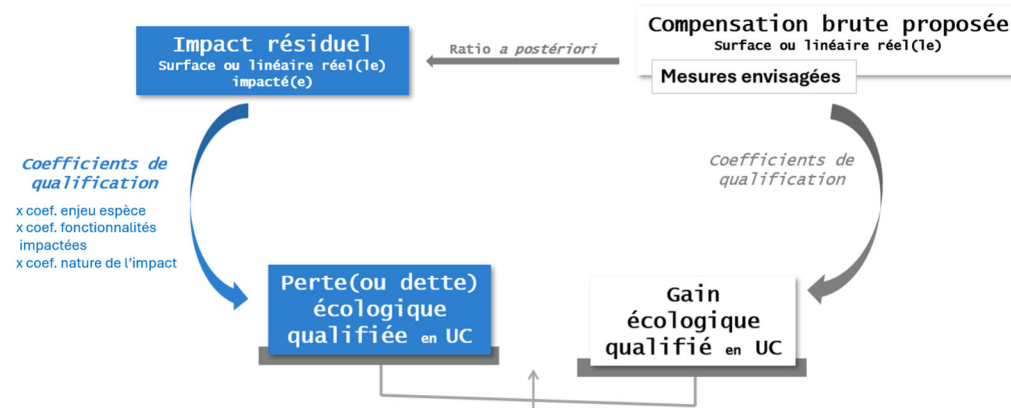 Impact résiduel
Surface ou linéaire réel(le)
impacté(e)
Ratio a postériori
Compensation brute proposée
Surface ou linéaire réel(le)
Mesures envisagées
Coefficients de
qualification
x coef. enjeu espèce
x coef. fonctionnalités
impactées
x coef. nature de l'impact
Coefficients de
qualification
Perte(ou dette)
écologique
qualifiée en UC
Gain
écologique
qualifié en UC